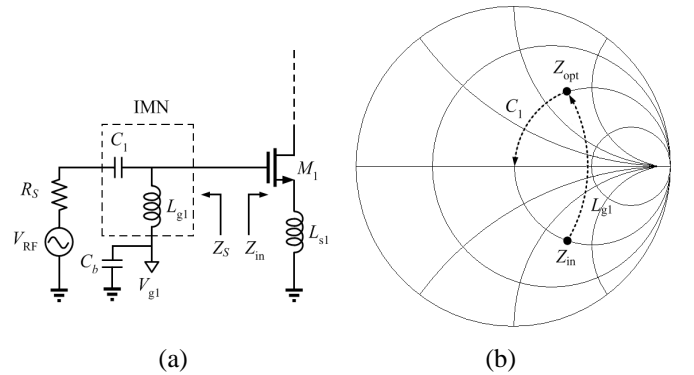 IMN
C1
RS
VRF
Lg1
Cb
Vg1
ZS
Zin
M1
Ls1
(a)
Zopt
C1
Lg1
Zin
(b)